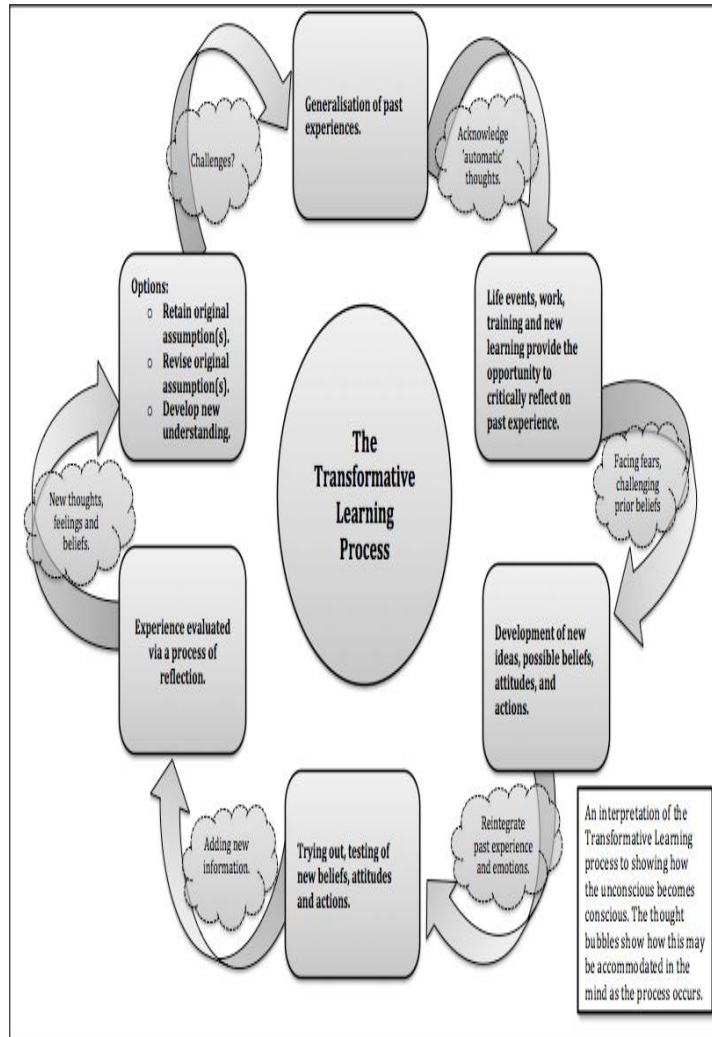 Generalisation of past
experiences.
Acknowledge
'automatic'
thoughts.
Life events, work,
training and new
learning provide the
opportunity to
critically reflect on
past experience.
Facing fears,
challenging
prior beliefs
Development of new
ideas, possible beliefs,
attitudes, and
actions.
Reintegrate
past experience
and emotions.
Trying out, testing of
new beliefs, attitudes
and actions.
Adding new
information.
Experience evaluated
via a process of
reflection.
New thoughts,
feelings and
beliefs.
Options:
o Retain original
assumption(s).
o Revise original
assumption(s).
o Develop new
understanding.
Challenges?
The
Transformative
Learning
Process
An interpretation of the
Transformative Learning
process to showing how
the unconscious becomes
conscious. The thought
bubbles show how this may
be accommodated in the
mind as the process occurs.